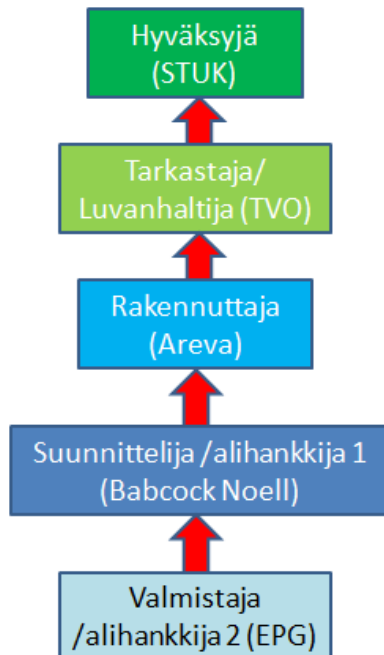 Hyväksyjä
(STUK)
Tarkastaja/
Luvanhaltija (TVO)
Rakennuttaja
(Areva)
Suunnittelija /alihankkija 1
(Babcock Noell)
Valmistaja
/alihankkija 2 (EPG)